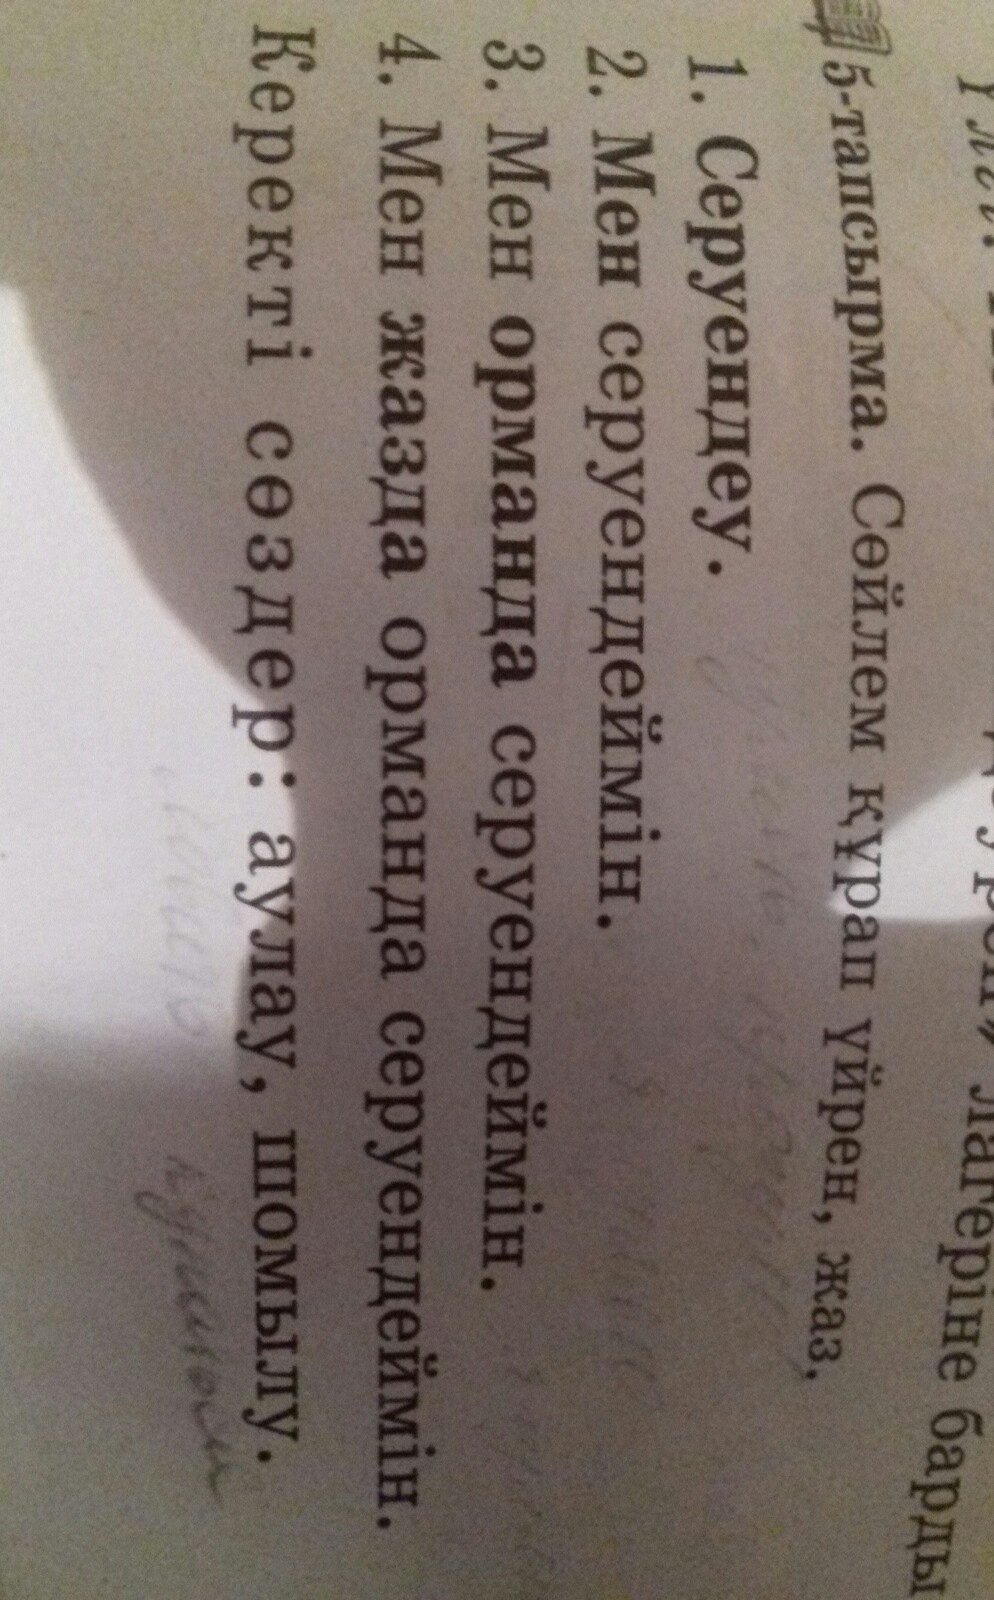 лагеріне барды
5-тапсырма. Сөйлем құрап үйрен, жаз.
1. Серуендеу.
2. Мен серуендеймін.
3. Мен орманда серуендеймін.
4. Мен жазда орманда серуендеймін.
Керекті сөздер: аулау, шомылу.